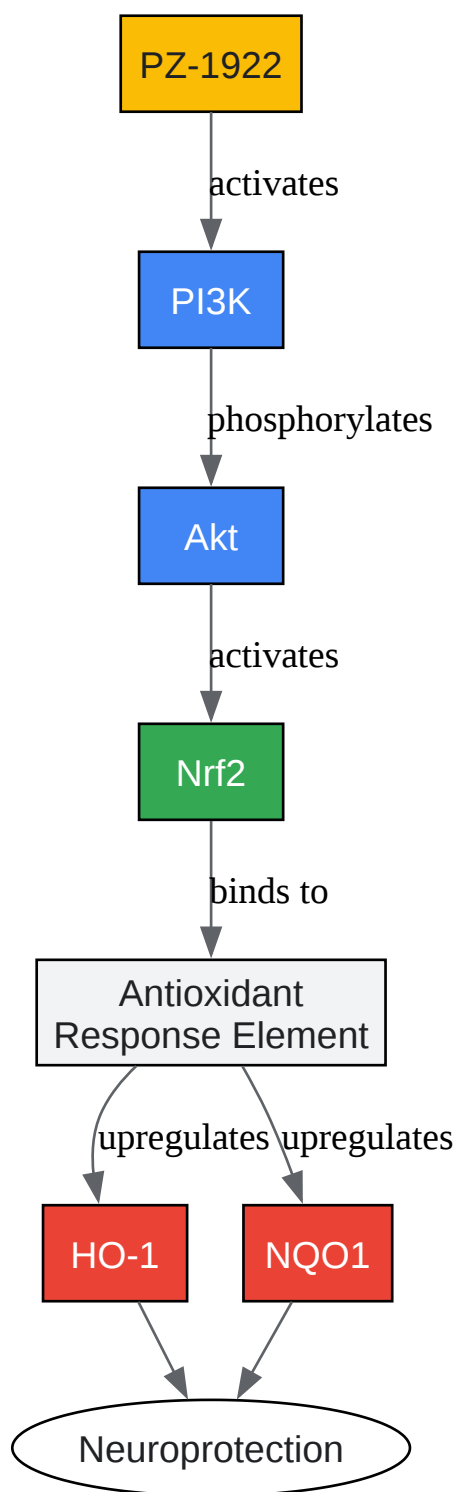 PZ-1922
activates
PI3K
phosphorylates
Akt
activates
Nrf2
binds to
Antioxidant
Response Element
upregulates
upregulates
HO-1
NQO1
Neuroprotection